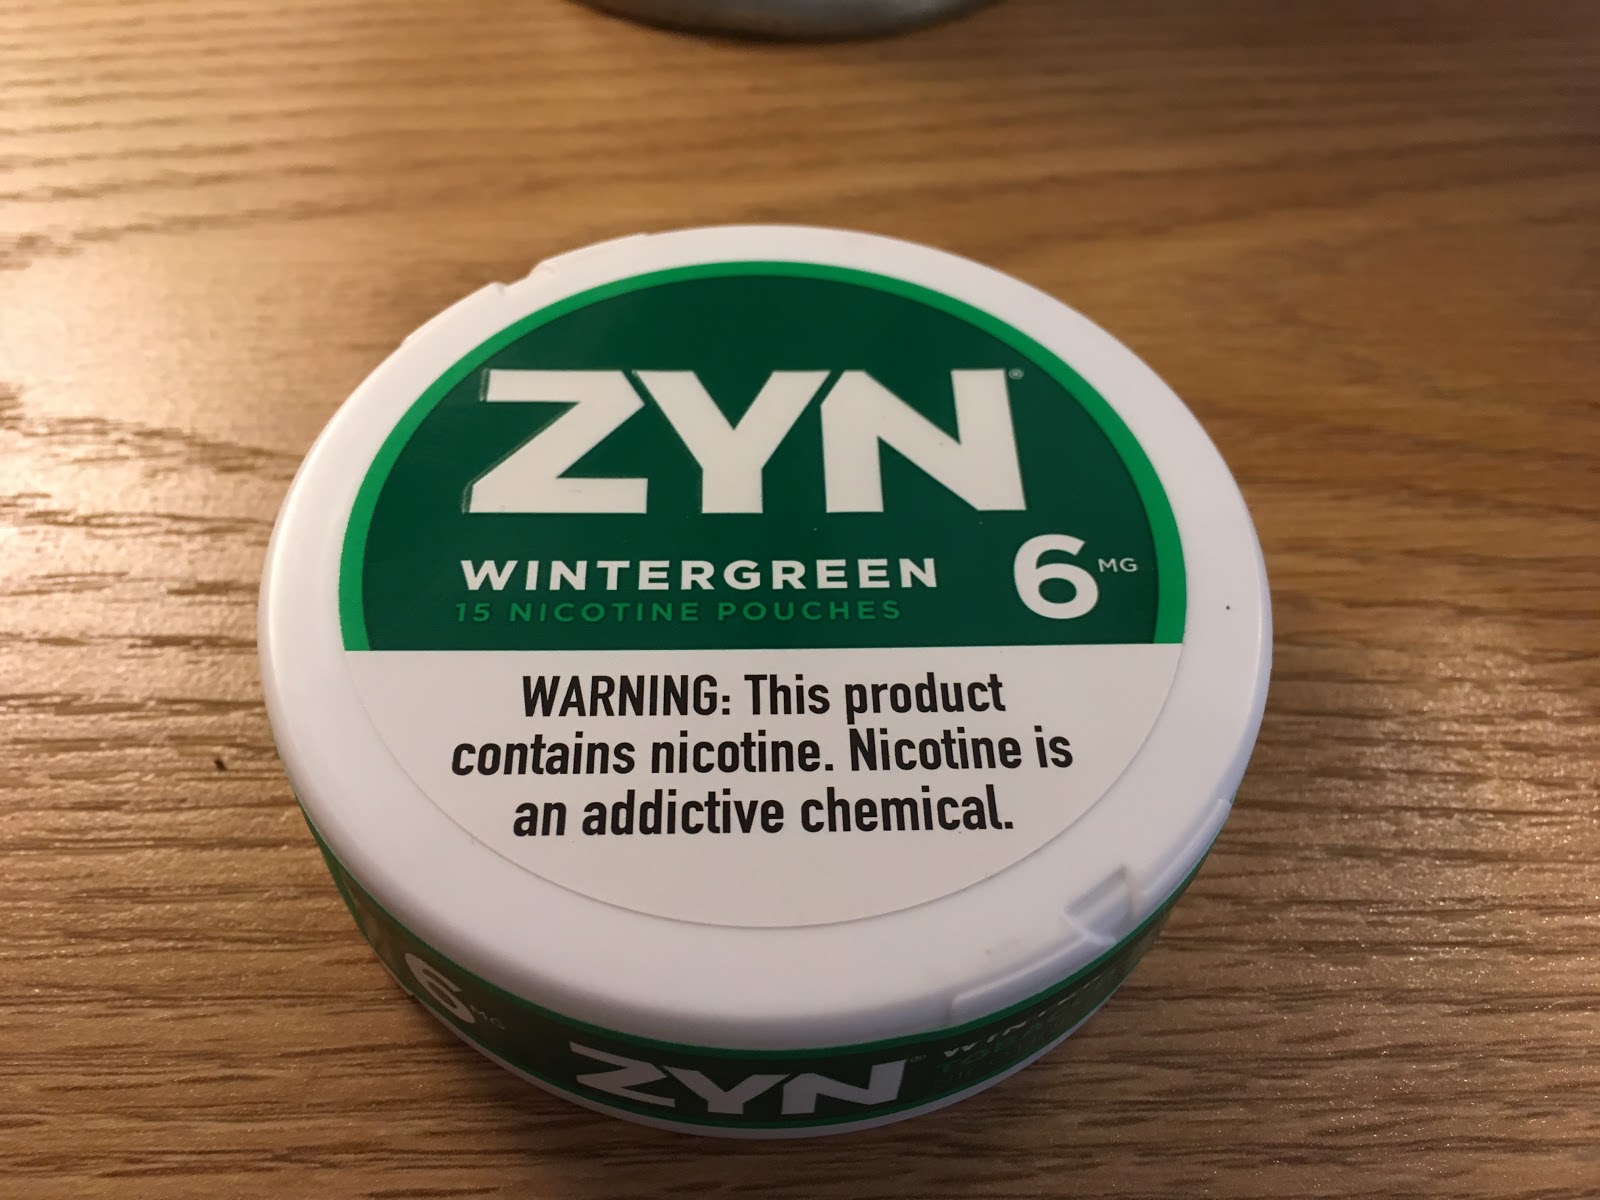 ZYN®
WINTERGREEN
15 NICOTINE POUCHES
6 MG
WARNING: This product
contains nicotine. Nicotine is
an addictive chemical.
6 MG
ZYN®